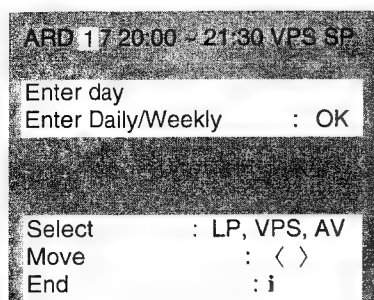 ARD 17 20:00 - 21:30 VPS SP
Enter day
Enter Daily/Weekly : OK
Select : LP, VPS, AV
Move : 〈 〉
End : i